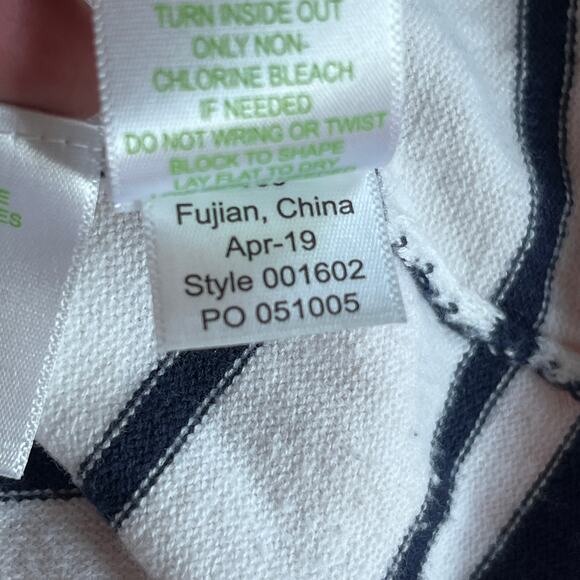 TURN INSIDE OUT
ONLY NON-
CHLORINE BLEACH
IF NEEDED
DO NOT WRING OR TWIST
BLOCK TO SHAPE
LAY FLAT TO DRY
Fujian, China
Apr-19
Style 001602
PO 051005